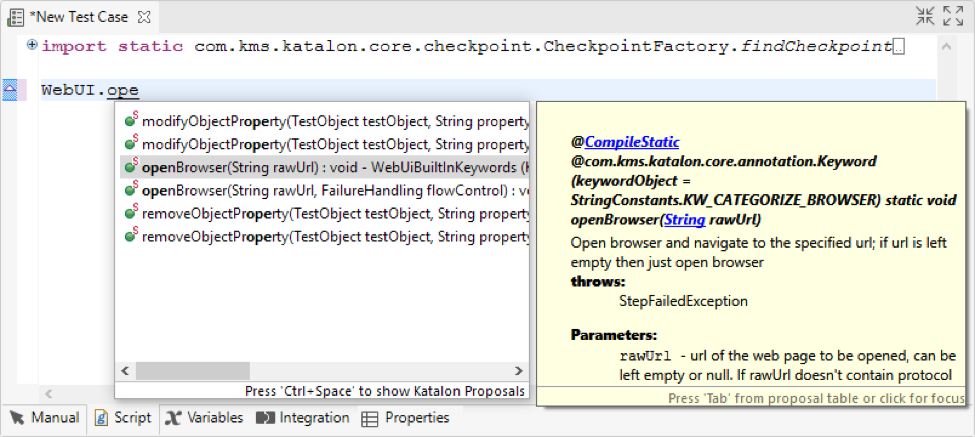 *New Test Case
import static com.kms.katalon.core.checkpoint.CheckpointFactory.findCheckpoint
WebUI.ope
modifyObjectProperty(TestObject testObject, String property
modifyObjectProperty(TestObject testObject, String property
openBrowser(String rawUrl) : void - WebUiBuiltInKeywords (K
openBrowser(String rawUrl, FailureHandling flowControl) : vo
removeObjectProperty(TestObject testObject, String property
removeObjectProperty(TestObject testObject, String property
Press 'Ctrl+Space' to show Katalon Proposals
@CompileStatic
@com.kms.katalon.core.annotation.Keyword
(keywordObject =
StringConstants.KW_CATEGORIZE_BROWSER) static void
openBrowser(String rawUrl)
Open browser and navigate to the specified url; if url is left
empty then just open browser
throws:
StepFailedException
Parameters:
rawUrl - url of the web page to be opened, can be
left empty or null. If rawUrl doesn't contain protocol
Press 'Tab' from proposal table or click for focus
Manual
Script
Variables
Integration
Properties